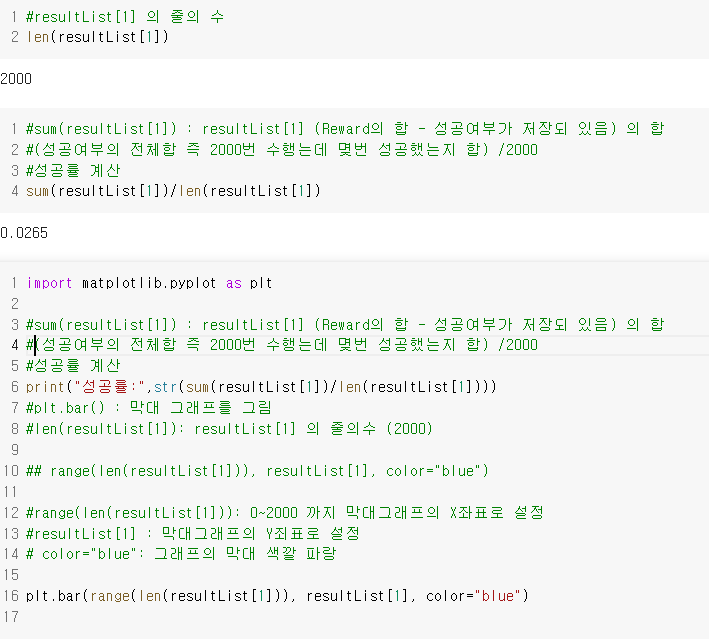 1 #resultList[1] 의 줄의 수
2 len(resultList[1])
2000
1 #sum(resultList[1]) : resultList[1] (Reward의 합 - 성공여부가 저장되 있음) 의 합
2 #(성공여부의 전체합 즉 2000번 수행는데 몇번 성공했는지 합) /2000
3 #성공률 계산
4 sum(resultList[1])/len(resultList[1])
0.0265
1 import matplotlib.pyplot as plt
2
3 #sum(resultList[1]) : resultList[1] (Reward의 합 - 성공여부가 저장되 있음) 의 합
4 #(성공여부의 전체합 즉 2000번 수행는데 몇번 성공했는지 합) /2000
5 #성공률 계산
6 print("성공률:",str(sum(resultList[1])/len(resultList[1])))
7 #plt.bar() : 막대 그래프를 그림
8 #len(resultList[1]): resultList[1] 의 줄의수 (2000)
9
10 ## range(len(resultList[1])), resultList[1], color="blue")
11
12 #range(len(resultList[1])): 0~2000 까지 막대그래프의 X좌표로 설정
13 #resultList[1] : 막대그래프의 Y죄표로 설정
14 # color="blue": 그래프의 막대 색깔 파랑
15
16 plt.bar(range(len(resultList[1])), resultList[1], color="blue")
17